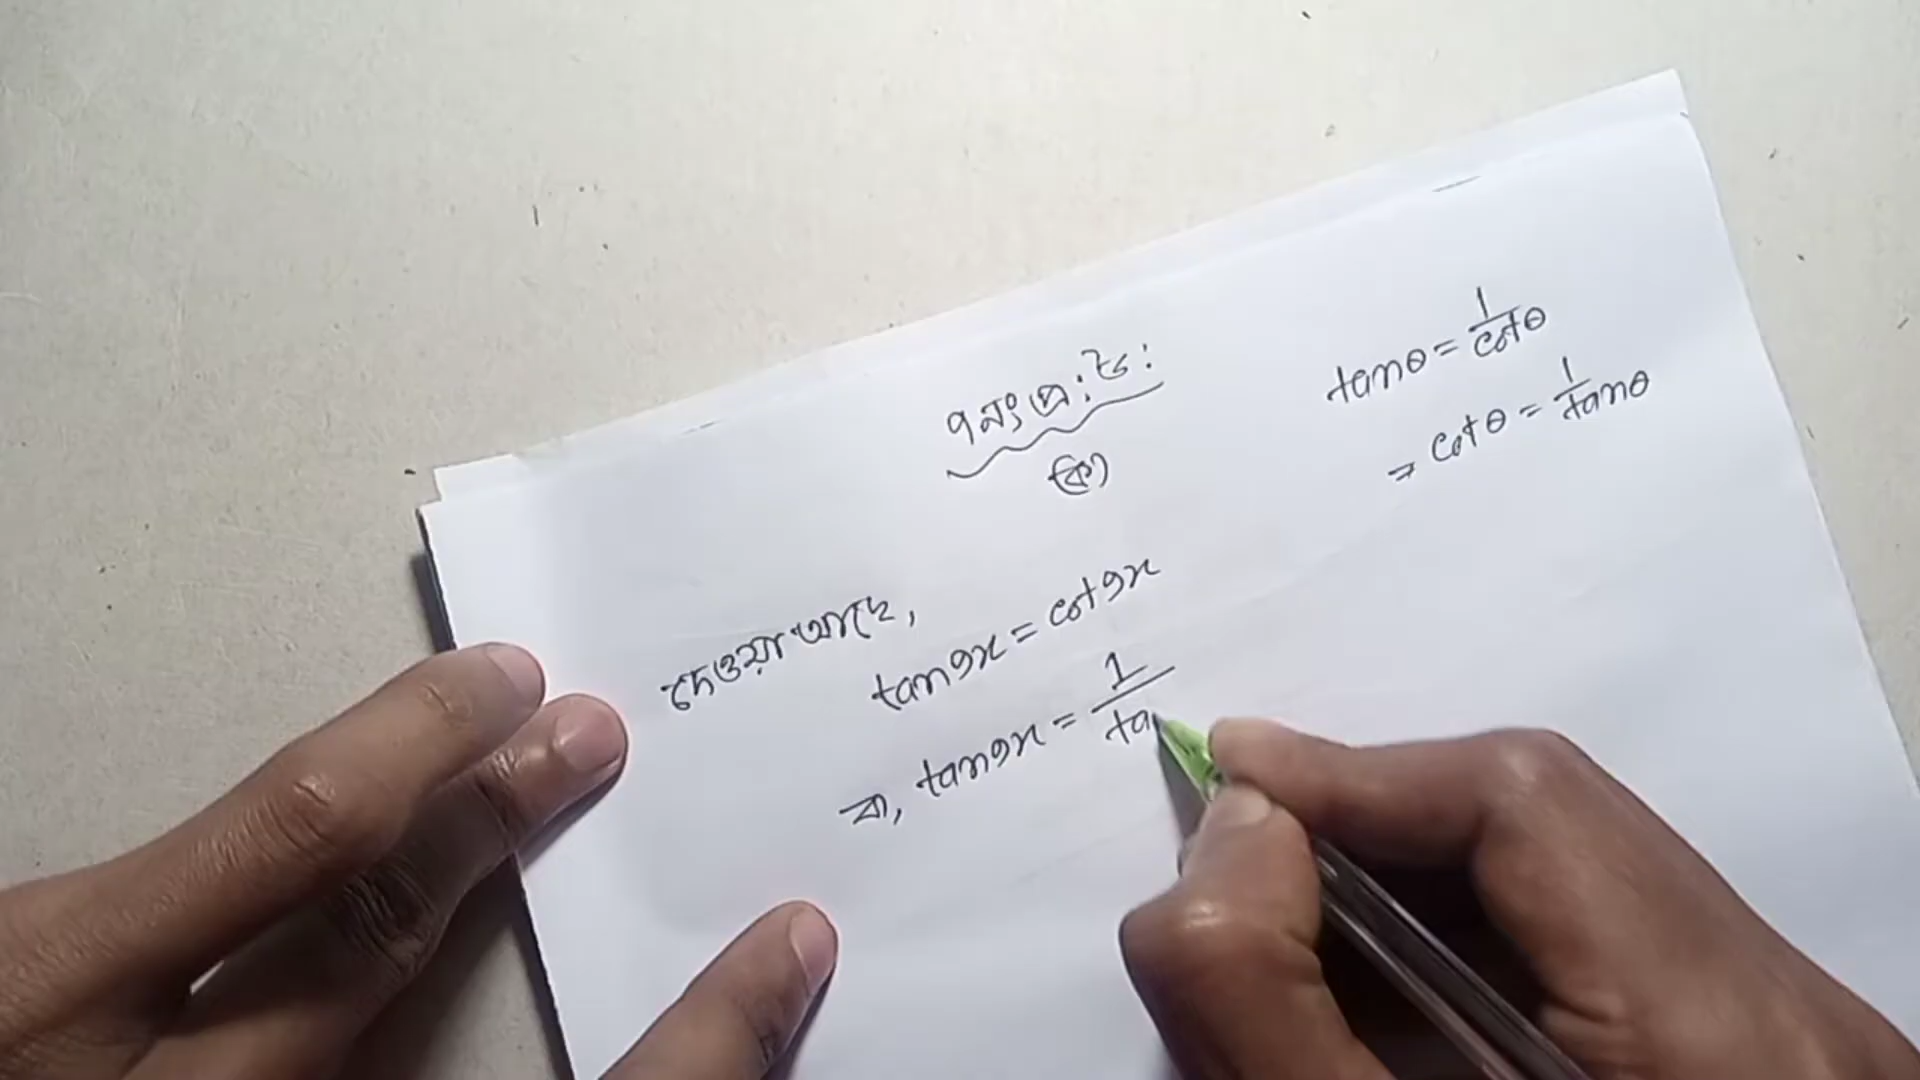 ৭নং প্র: উ:
(ক)
tanθ = 1/cotθ
⇒ cotθ = 1/tanθ
দেওয়া আছে,
tan9x = cot9x
বা, tan9x = 1/ta